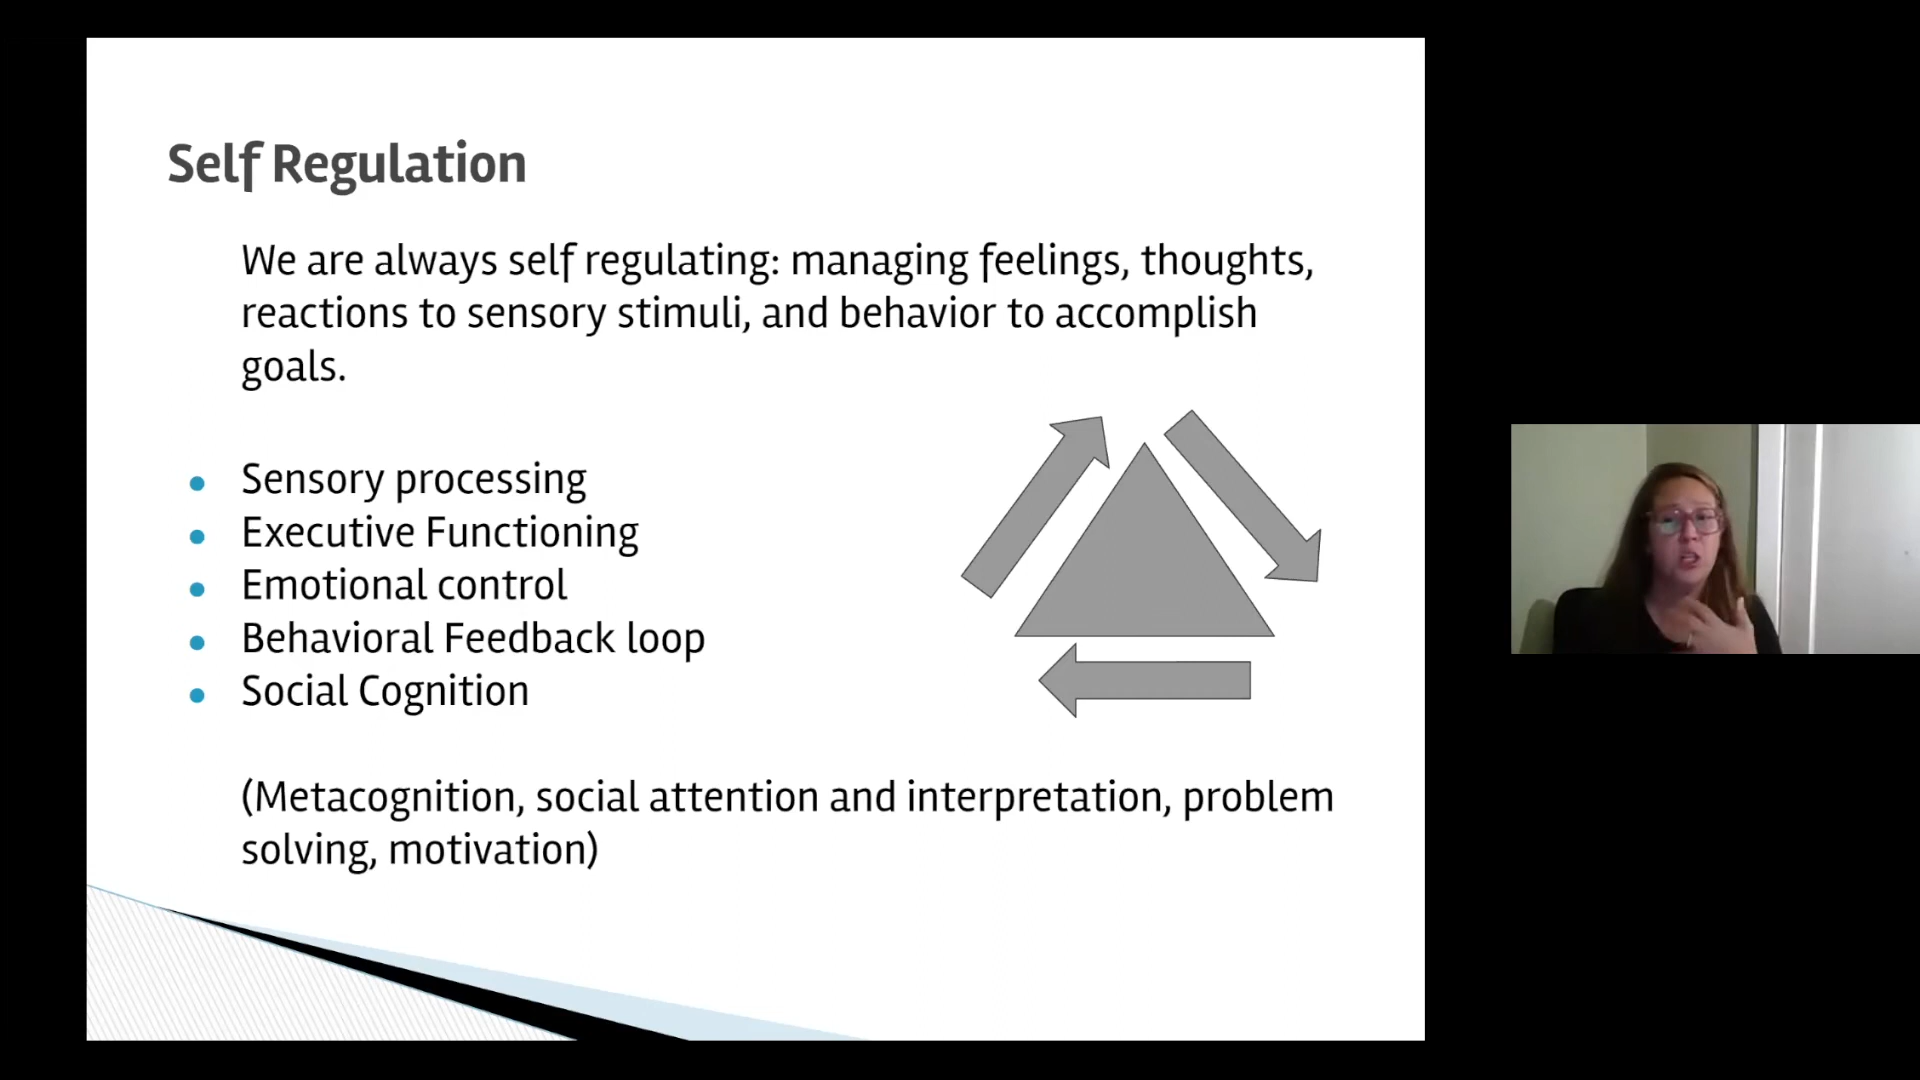 Self Regulation
We are always self regulating: managing feelings, thoughts,
reactions to sensory stimuli, and behavior to accomplish
goals.
Sensory processing
Executive Functioning
Emotional control
Behavioral Feedback loop
Social Cognition
(Metacognition, social attention and interpretation, problem
solving, motivation)